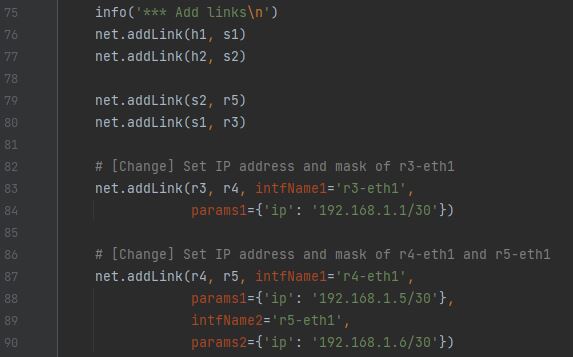 75 info('*** Add links\n')
76 net.addLink(h1, s1)
77 net.addLink(h2, s2)
78
79 net.addLink(s2, r5)
80 net.addLink(s1, r3)
81
82 # [Change] Set IP address and mask of r3-eth1
83 net.addLink(r3, r4, intfName1='r3-eth1',
84 params1={'ip': '192.168.1.1/30'})
85
86 # [Change] Set IP address and mask of r4-eth1 and r5-eth1
87 net.addLink(r4, r5, intfName1='r4-eth1',
88 params1={'ip': '192.168.1.5/30'},
89 intfName2='r5-eth1',
90 params2={'ip': '192.168.1.6/30'})